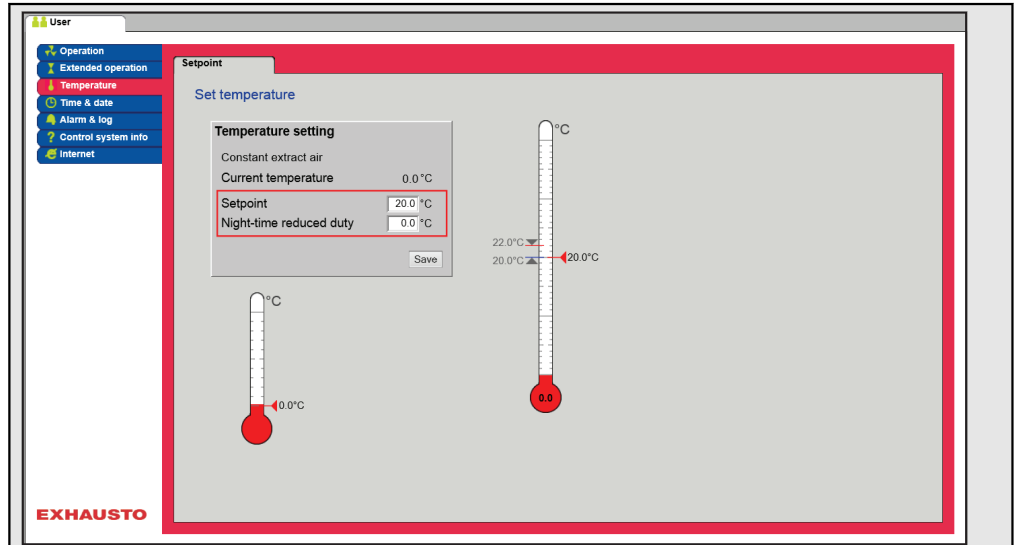 User
Operation
Extended operation
Temperature
Time & date
Alarm & log
? Control system info
Internet
Setpoint
Set temperature
Temperature setting
Constant extract air
Current temperature 0.0 °C
Setpoint 20.0 °C
Night-time reduced duty 0.0 °C
Save
°C
22.0°C
20.0°C
20.0°C
0.0
°C
0.0°C
EXHAUSTO